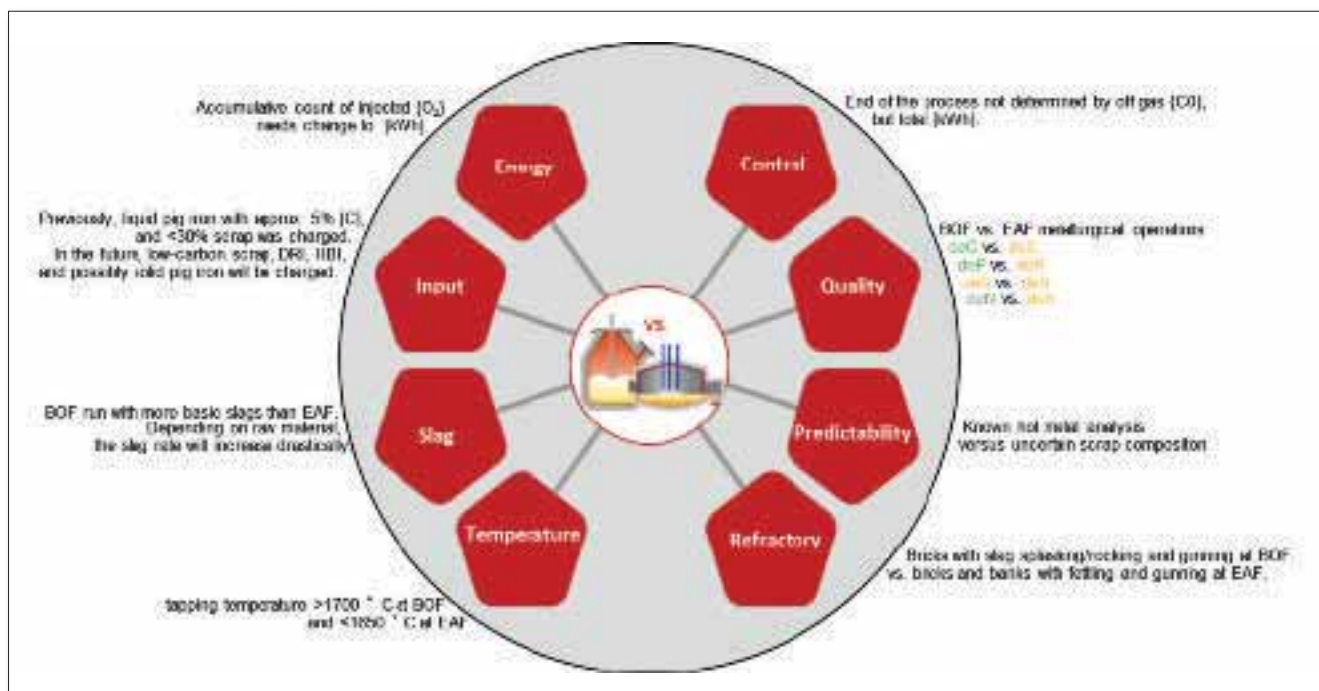 Accumulative count of injected [O₂]
needs change to [kWh]
Energy
End of the process not determined by off gas [CO],
but total [kWh].
Control
Previously, liquid pig iron with approx. 5% [C],
and <30% scrap was charged.
In the future, low-carbon scrap, DRI, HBI,
and possibly solid pig iron will be charged.
Input
BOF vs. EAF metallurgical operations
deC vs.
deP vs.
vs.
vs.
Quality
vs
BOF run with more basic slags than EAF.
Depending on raw material,
the slag rate will increase drastically
Slag
Known hot metal analysis
versus uncertain scrap composition
Predictability
tapping temperature >1700 ° C at BOF
and <1650 ° C at EAF
Temperature
Bricks with slag splashing/rocking and gunning at BOF
vs. bricks and banks with fettling and gunning at EAF.
Refractory